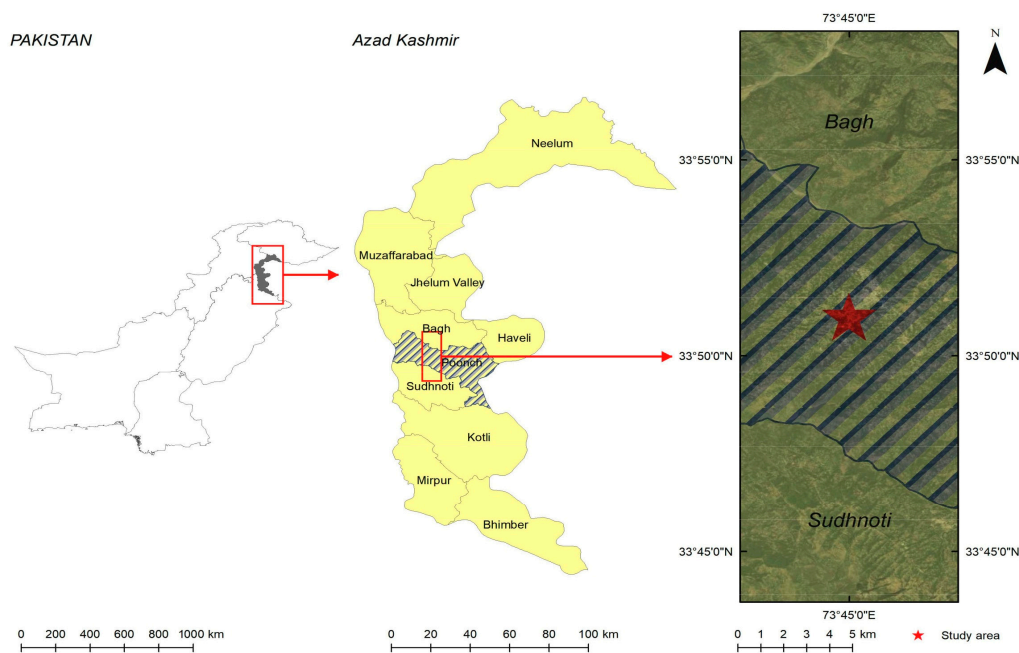 PAKISTAN
Azad Kashmir
Neelum
Muzaffarabad
Jhelum Valley
Bagh
Haveli
Poonch
Sudhnoti
Kotli
Mirpur
Bhimber
73°45'0"E
N
Bagh
33°55'0"N
33°55'0"N
33°50'0"N
33°50'0"N
Sudhnoti
33°45'0"N
33°45'0"N
73°45'0"E
0 200 400 600 800 1000 km
0 20 40 60 80 100 km
0 1 2 3 4 5 km
Study area